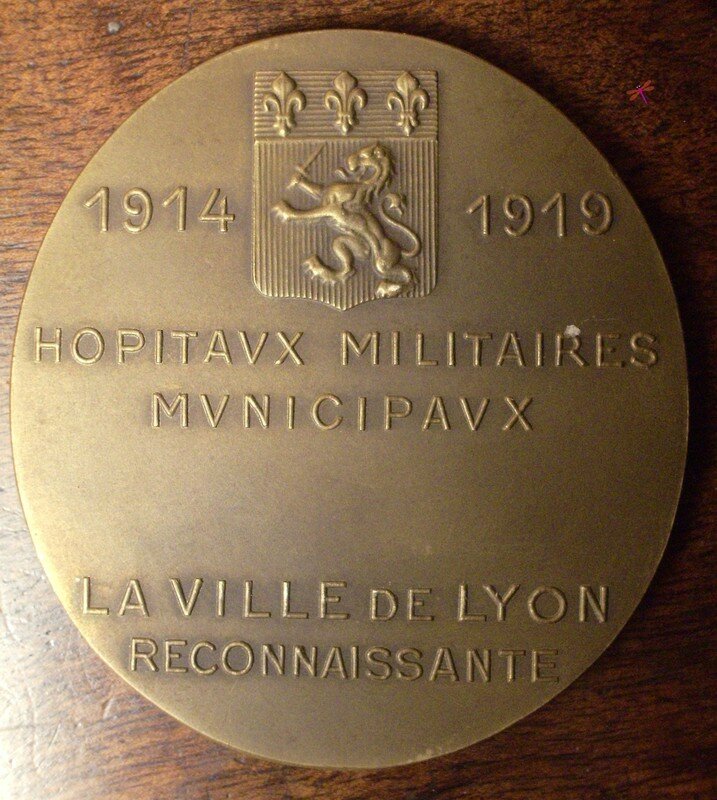 1914 1919
HOPITAVX MILITAIRES
MVNICIPAVX
LA VILLE DE LYON
RECONNAISSANTE